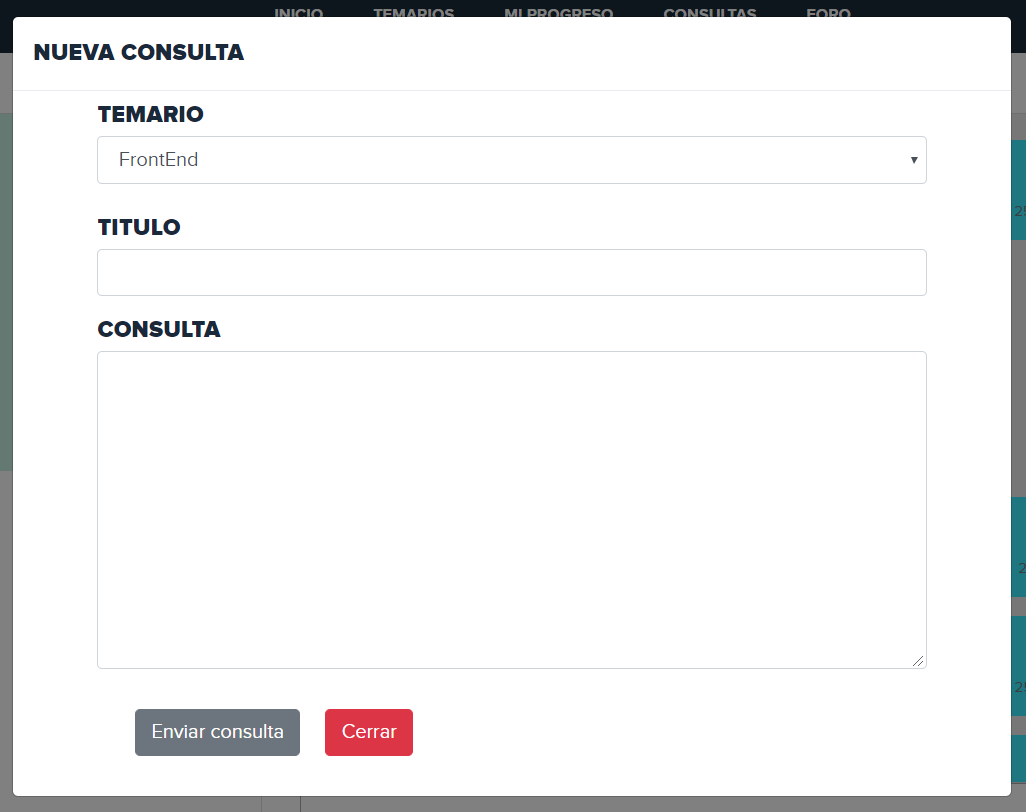 INICIO TEMARIOS MI PROGRESO CONSULTAS FORO
NUEVA CONSULTA
TEMARIO
FrontEnd
TITULO
CONSULTA
Enviar consulta
Cerrar